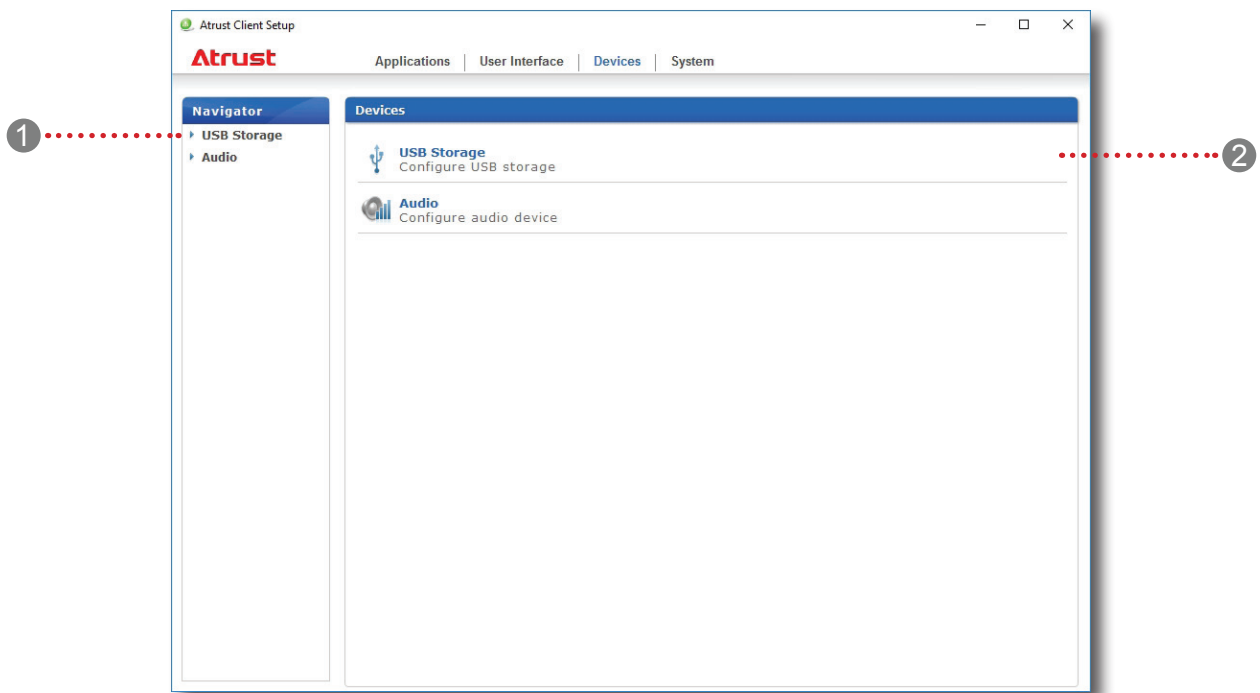 Atrust Client Setup
Atrust
Applications | User Interface | Devices | System
Navigator
USB Storage
Audio
Devices
USB Storage
Configure USB storage
Audio
Configure audio device
1
2